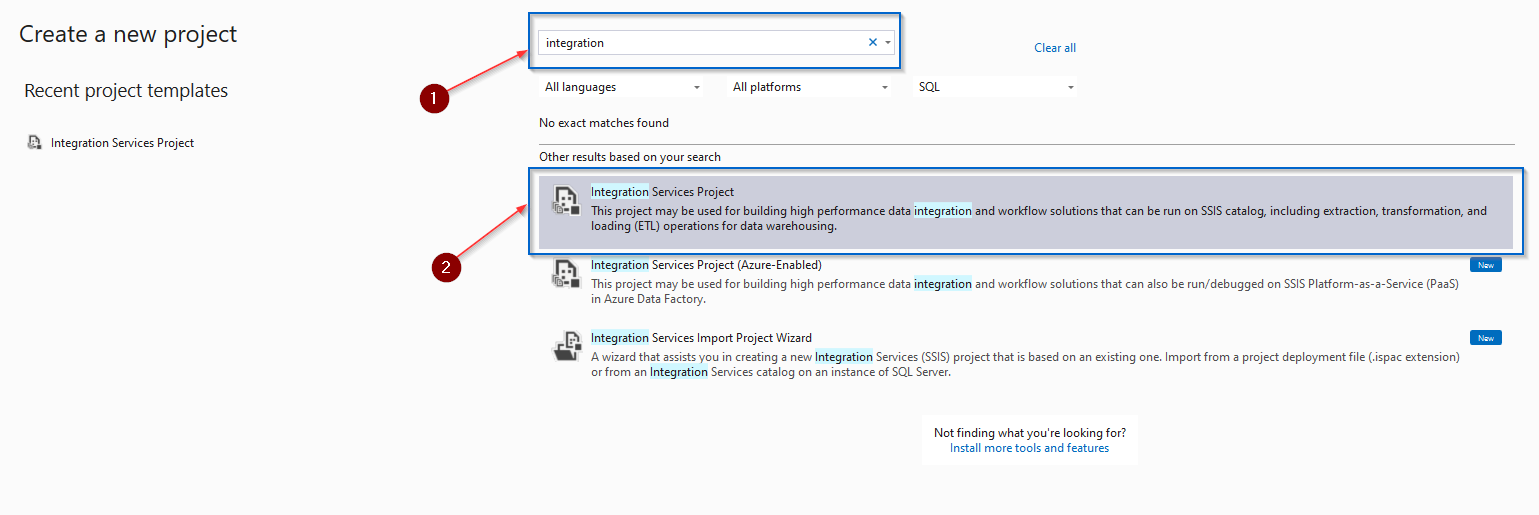 Create a new project
Recent project templates
Integration Services Project
1
integration
Clear all
All languages
All platforms
SQL
No exact matches found
Other results based on your search
2
Integration Services Project
This project may be used for building high performance data integration and workflow solutions that can be run on SSIS catalog, including extraction, transformation, and
loading (ETL) operations for data warehousing.
Integration Services Project (Azure-Enabled)
New
This project may be used for building high performance data integration and workflow solutions that can also be run/debugged on SSIS Platform-as-a-Service (PaaS)
in Azure Data Factory.
Integration Services Import Project Wizard
New
A wizard that assists you in creating a new Integration Services (SSIS) project that is based on an existing one. Import from a project deployment file (.ispac extension)
or from an Integration Services catalog on an instance of SQL Server.
Not finding what you're looking for?
Install more tools and features